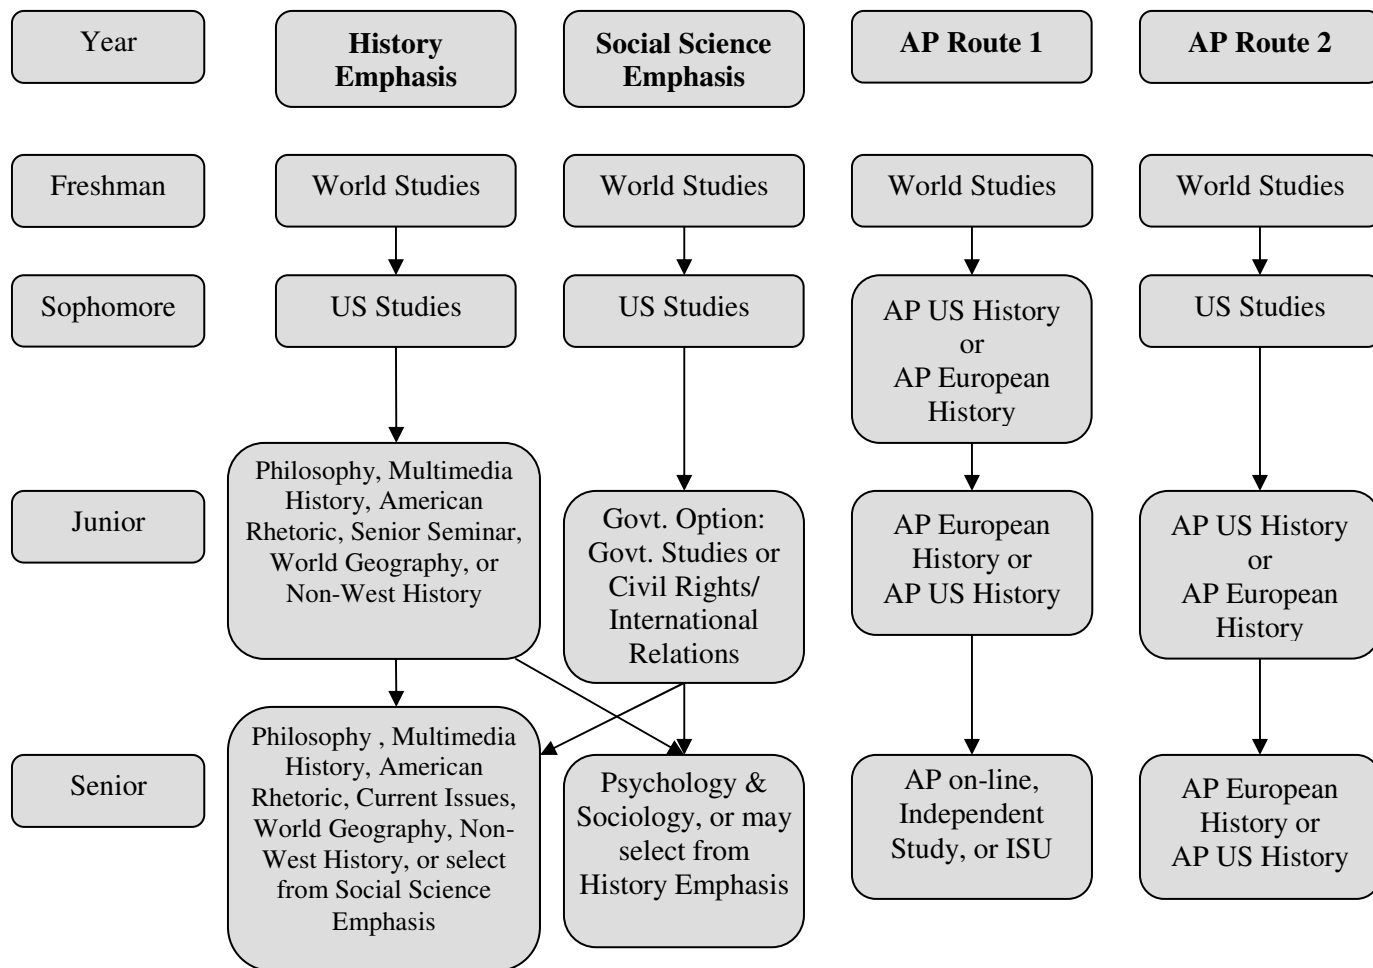 Year
History
Emphasis
Social Science
Emphasis
AP Route 1
AP Route 2
Freshman
World Studies
World Studies
World Studies
World Studies
Sophomore
US Studies
US Studies
AP US History
or
AP European
History
US Studies
Junior
Philosophy, Multimedia
History, American
Rhetoric, Senior Seminar,
World Geography, or
Non-West History
Govt. Option:
Govt. Studies or
Civil Rights/
International
Relations
AP European
History or
AP US History
AP US History
or
AP European
History
Senior
Philosophy , Multimedia
History, American
Rhetoric, Current Issues,
World Geography, Non-
West History, or select
from Social Science
Emphasis
Psychology &
Sociology, or may
select from
History Emphasis
AP on-line,
Independent
Study, or ISU
AP European
History or
AP US History